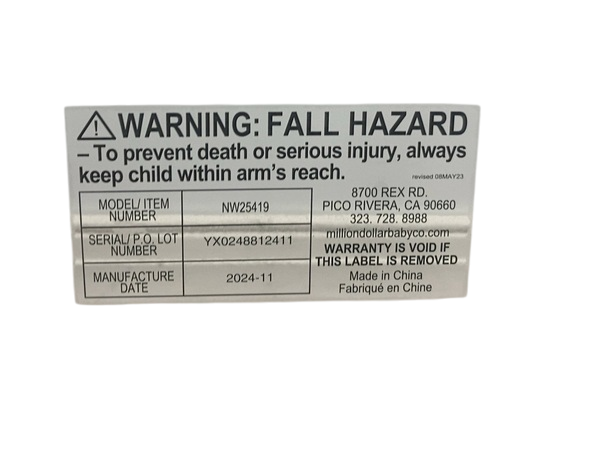 WARNING: FALL HAZARD
– To prevent death or serious injury, always
keep child within arm's reach.
revised 08MAY23
MODEL/ ITEM
NUMBER
NW25419
SERIAL/ P.O. LOT
NUMBER
YX0248812411
MANUFACTURE
DATE
2024-11
8700 REX RD.
PICO RIVERA, CA 90660
323. 728. 8988
milliondollarbabyco.com
WARRANTY IS VOID IF
THIS LABEL IS REMOVED
Made in China
Fabriqué en Chine